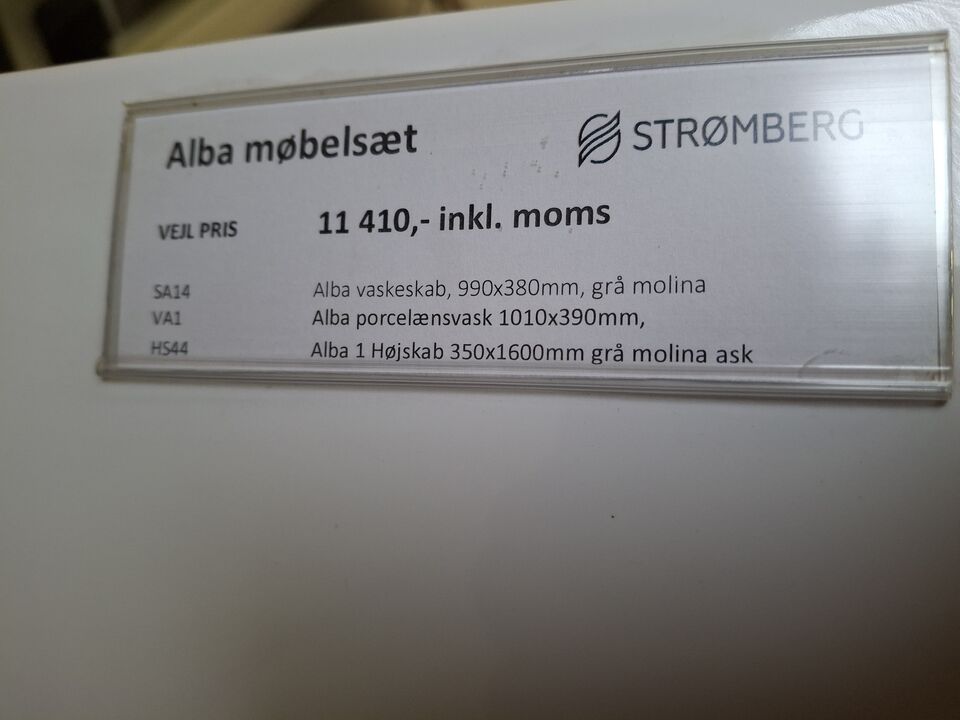 Alba møbelsæt
STRØMBERG
VEJL PRIS 11 410,- inkl. moms
SA14 Alba vaskeskab, 990x380mm, grå molina
VA1 Alba porcelænsvask 1010x390mm,
HS44 Alba 1 Højskab 350x1600mm grå molina ask